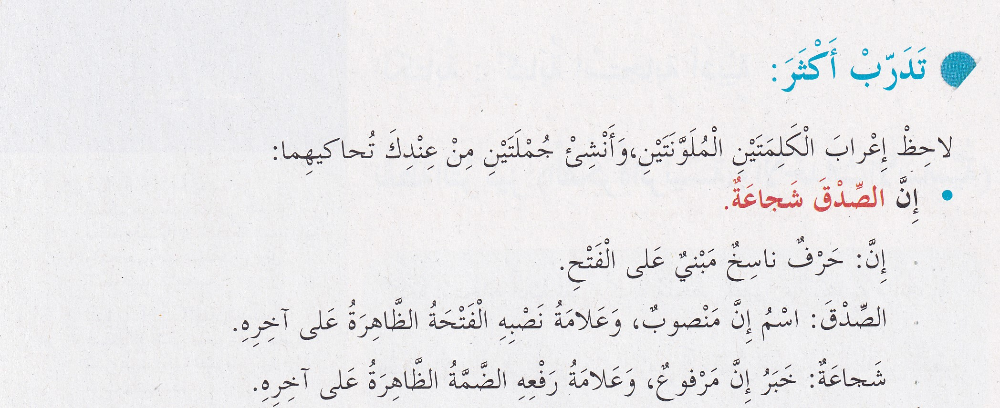 تَدَرَّبْ أَكْثَرَ:
لاحِظْ إِعْرابَ الْكَلِمَتَيْنِ الْمُلَوَّنَتَيْنِ،وَأَنْشِئْ جُمْلَتَيْنِ مِنْ عِنْدِكَ تُحاكيهِما:
• إِنَّ الصِّدْقَ شَجاعَةٌ.
. إِنَّ: حَرْفٌ ناسِخٌ مَبْنيٌ عَلى الْفَتْحِ.
. الصِّدْقَ: اسْمُ إِنَّ مَنْصوبٌ، وَعَلامَةُ نَصْبِهِ الْفَتْحَةُ الظَّاهِرَةُ عَلى آخِرِهِ.
. شَجاعَةٌ: خَبَرُ إِنَّ مَرْفوعٌ، وَعَلامَةُ رَفْعِهِ الضَّمَّةُ الظَّاهِرَةُ عَلى آخِرِهِ.